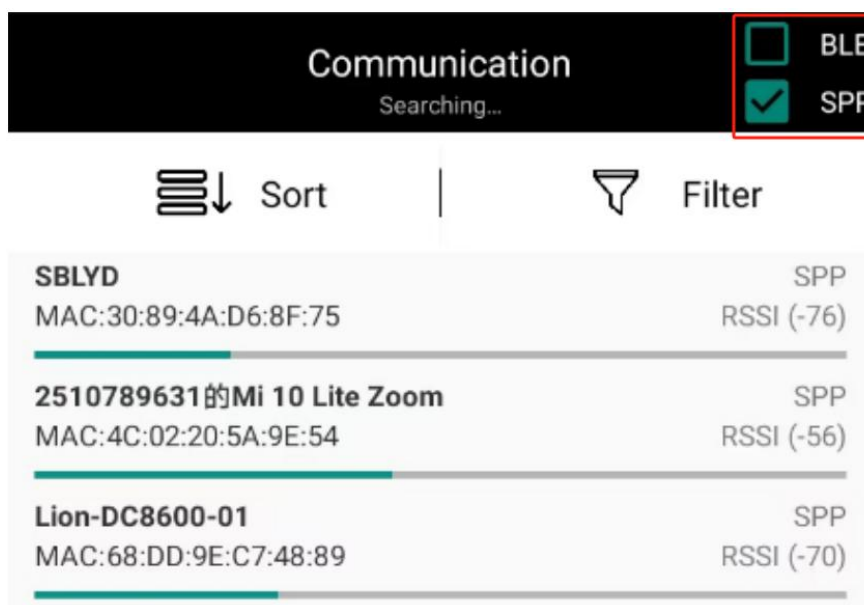 Communication
Searching...
BLE
SPP
Sort
Filter
SBLYD
SPP
MAC:30:89:4A:D6:8F:75
RSSI (-76)
2510789631的Mi 10 Lite Zoom
SPP
MAC:4C:02:20:5A:9E:54
RSSI (-56)
Lion-DC8600-01
SPP
MAC:68:DD:9E:C7:48:89
RSSI (-70)